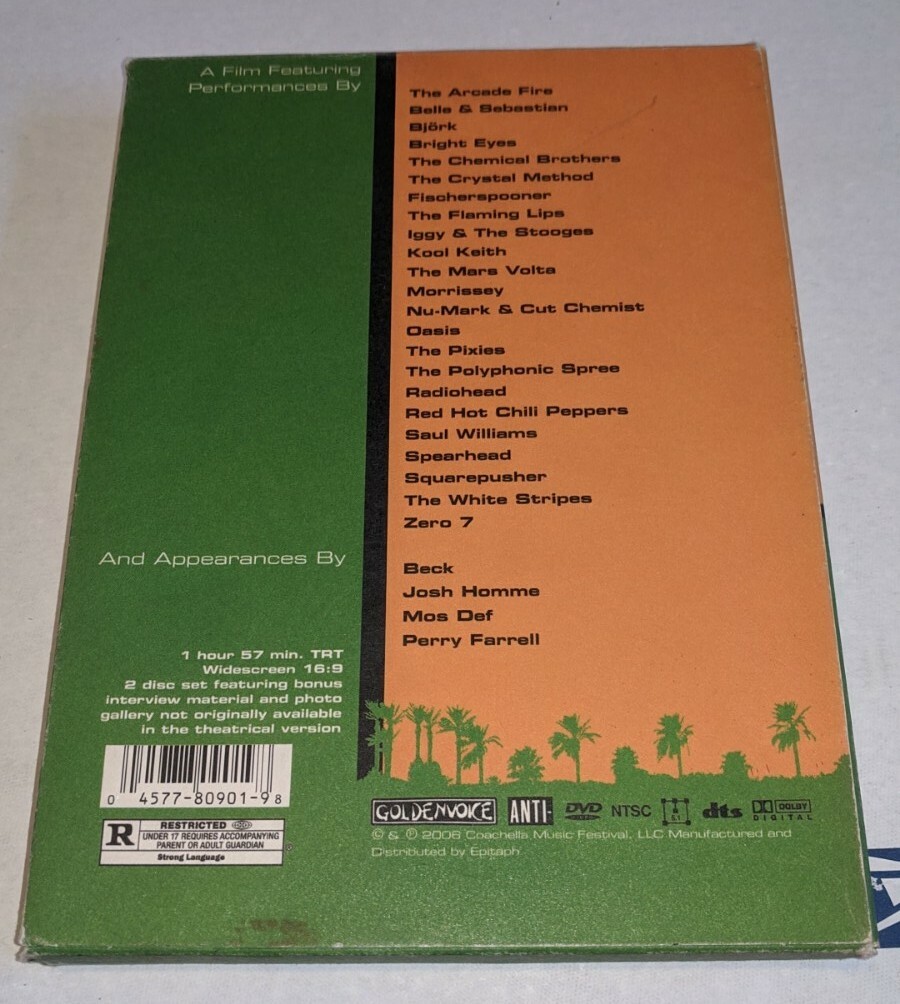 A Film Featuring
Performances By
The Arcade Fire
Belle & Sebastian
Björk
Bright Eyes
The Chemical Brothers
The Crystal Method
Fischerspooner
The Flaming Lips
Iggy & The Stooges
Kool Keith
The Mars Volta
Morrissey
Nu-Mark & Cut Chemist
Oasis
The Pixies
The Polyphonic Spree
Radiohead
Red Hot Chili Peppers
Saul Williams
Spearhead
Squarepusher
The White Stripes
Zero 7
And Appearances By
Beck
Josh Homme
Mos Def
Perry Farrell
1 hour 57 min. TRT
Widescreen 16:9
2 disc set featuring bonus
interview material and photo
gallery not originally available
in the theatrical version
0 4577-80901-9 8
R RESTRICTED
UNDER 17 REQUIRES ACCOMPANYING
PARENT OR ADULT GUARDIAN
Strong Language
GOLDENVOICE ANTI- DVD VIDEO NTSC dts DOLBY DIGITAL
© & ℗ 2006 Coachella Music Festival, LLC Manufactured and
Distributed by Epitaph